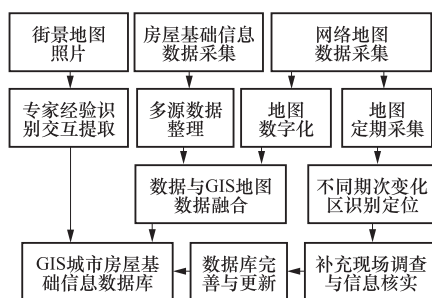 街景地图
照片
房屋基础信息
数据采集
网络地图
数据采集
专家经验识
别交互提取
多源数据
整理
地图
数字化
地图
定期采集
数据与GIS地图
数据融合
不同期次变化
区识别定位
GIS城市房屋基
础信息数据库
数据库完
善与更新
补充现场调查
与信息核实